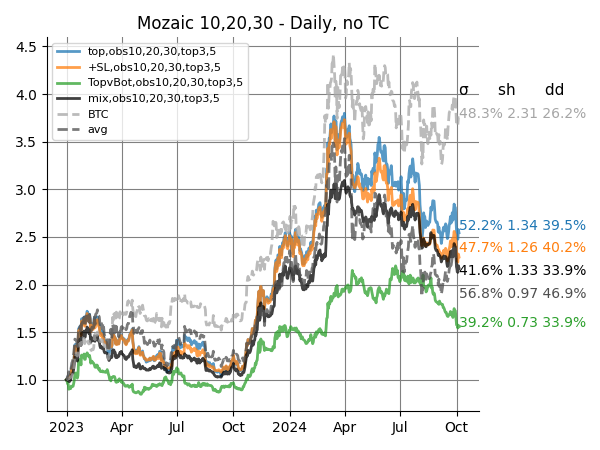 Mozaic 10,20,30 - Daily, no TC
top,obs10,20,30,top3,5
+SL,obs10,20,30,top3,5
TopvBot,obs10,20,30,top3,5
mix,obs10,20,30,top3,5
BTC
avg
σ sh dd
48.3% 2.31 26.2%
52.2% 1.34 39.5%
47.7% 1.26 40.2%
41.6% 1.33 33.9%
56.8% 0.97 46.9%
39.2% 0.73 33.9%
4.5
4.0
3.5
3.0
2.5
2.0
1.5
1.0
2023 Apr Jul Oct 2024 Apr Jul Oct